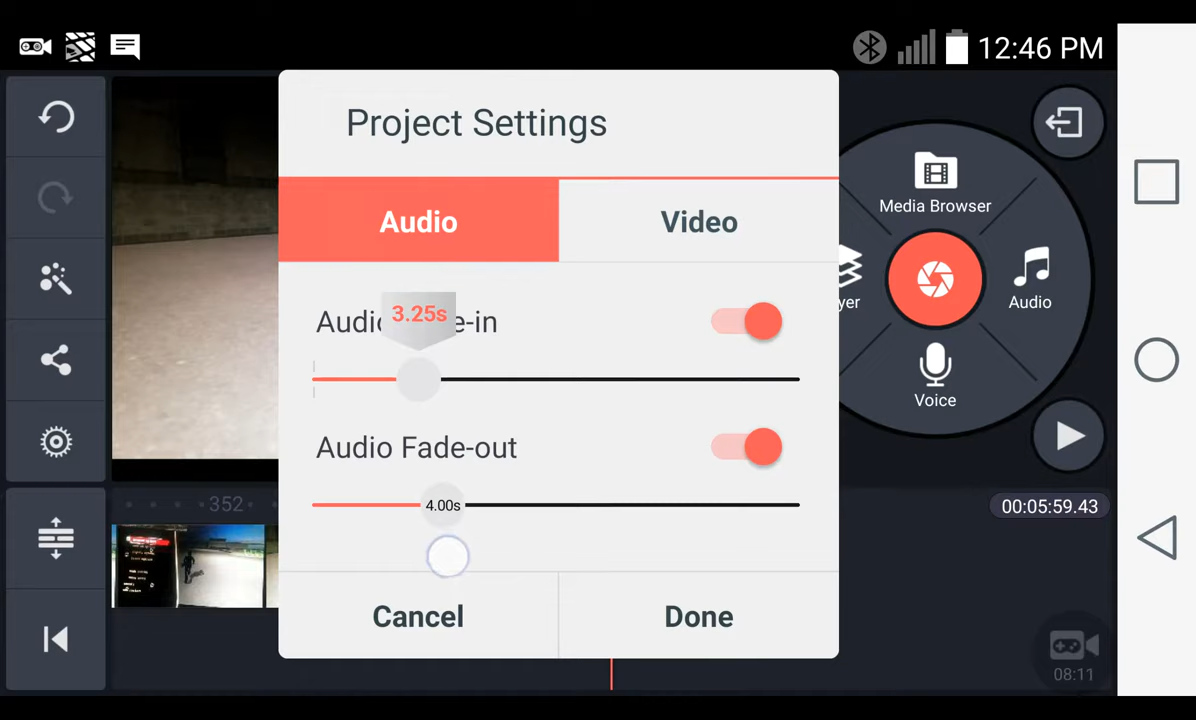 12:46 PM
Project Settings
Audio
Video
Media Browser
3.25s
Audio Fade-in
yer
Audio
Voice
Audio Fade-out
4.00s
352
00:05:59.43
Cancel
Done
08:11